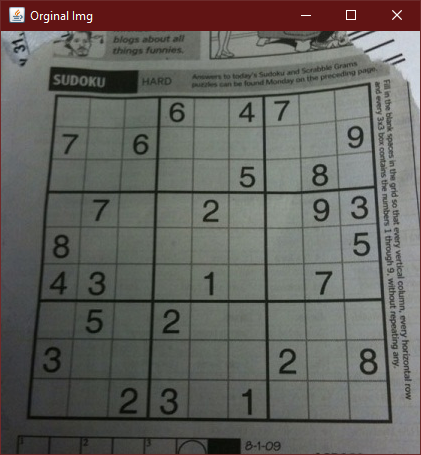 Orginal Img
blogs about all
things funnies.
SUDOKU HARD Answers to today's Sudoku and Scrabble Grams
puzzles can be found Monday on the preceding page.
6 4 7
7 6 9
5 8
7 2 9 3
8 5
4 3 1 7
5 2
3 2 8
2 3 1
Fill in the blank spaces in the grid so that every vertical column, every horizontal row
and every 3x3 box contains the numbers 1 through 9, without repeating any.
1 2 3 8-1-09